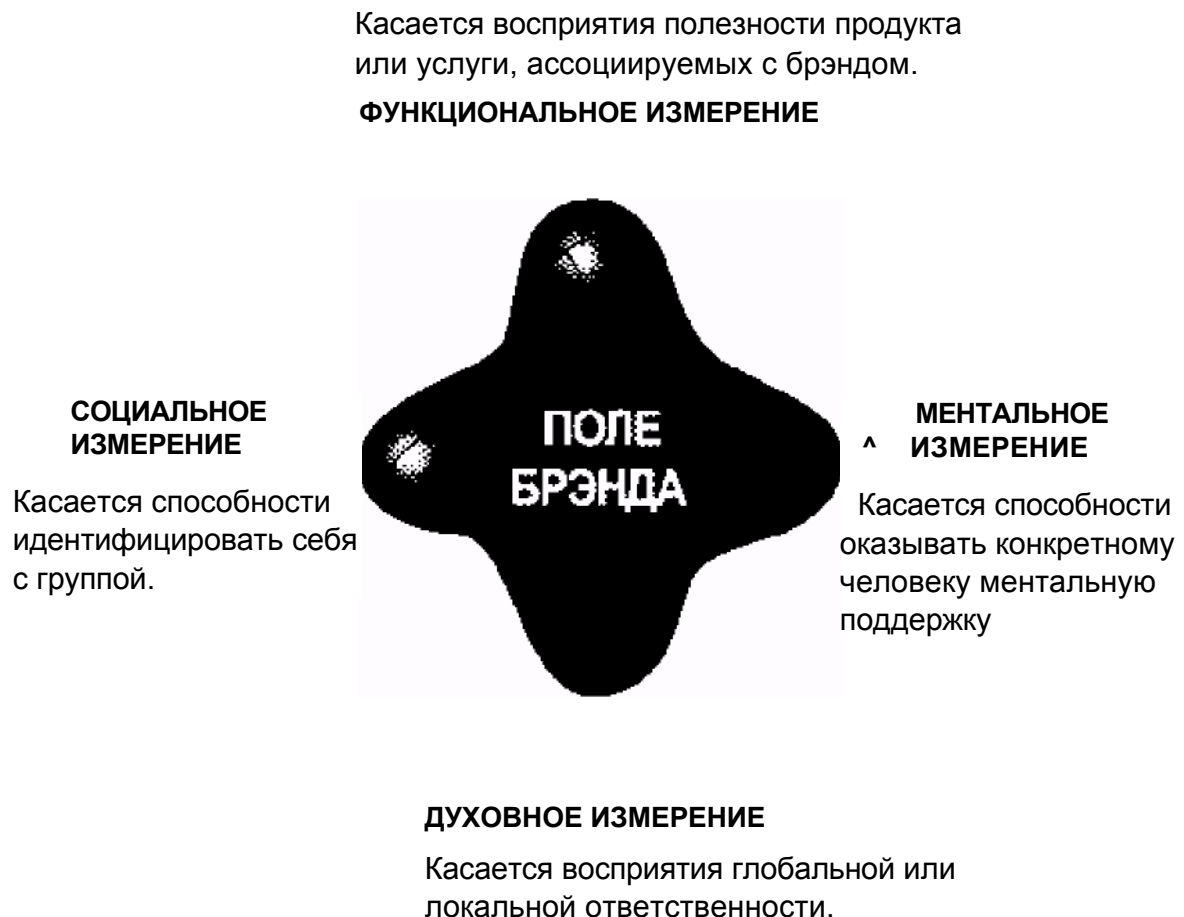 Касается восприятия полезности продукта
или услуги, ассоциируемых с брэндом.
ФУНКЦИОНАЛЬНОЕ ИЗМЕРЕНИЕ
СОЦИАЛЬНОЕ
ИЗМЕРЕНИЕ
Касается способности
идентифицировать себя
с группой.
ПОЛЕ
БРЭНДА
МЕНТАЛЬНОЕ
^ ИЗМЕРЕНИЕ
Касается способности
оказывать конкретному
человеку ментальную
поддержку
ДУХОВНОЕ ИЗМЕРЕНИЕ
Касается восприятия глобальной или
локальной ответственности.